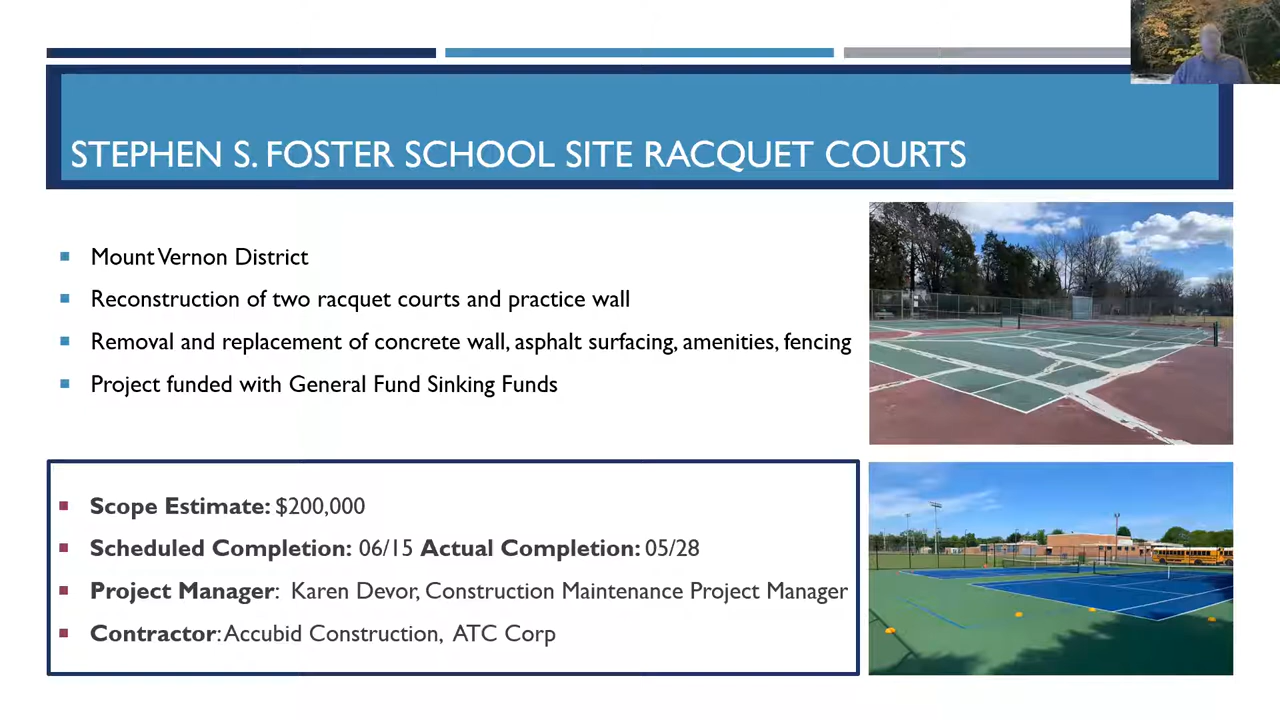 STEPHEN S. FOSTER SCHOOL SITE RACQUET COURTS
Mount Vernon District
Reconstruction of two racquet courts and practice wall
Removal and replacement of concrete wall, asphalt surfacing, amenities, fencing
Project funded with General Fund Sinking Funds
Scope Estimate: $200,000
Scheduled Completion: 06/15 Actual Completion: 05/28
Project Manager: Karen Devor, Construction Maintenance Project Manager
Contractor: Accubid Construction, ATC Corp